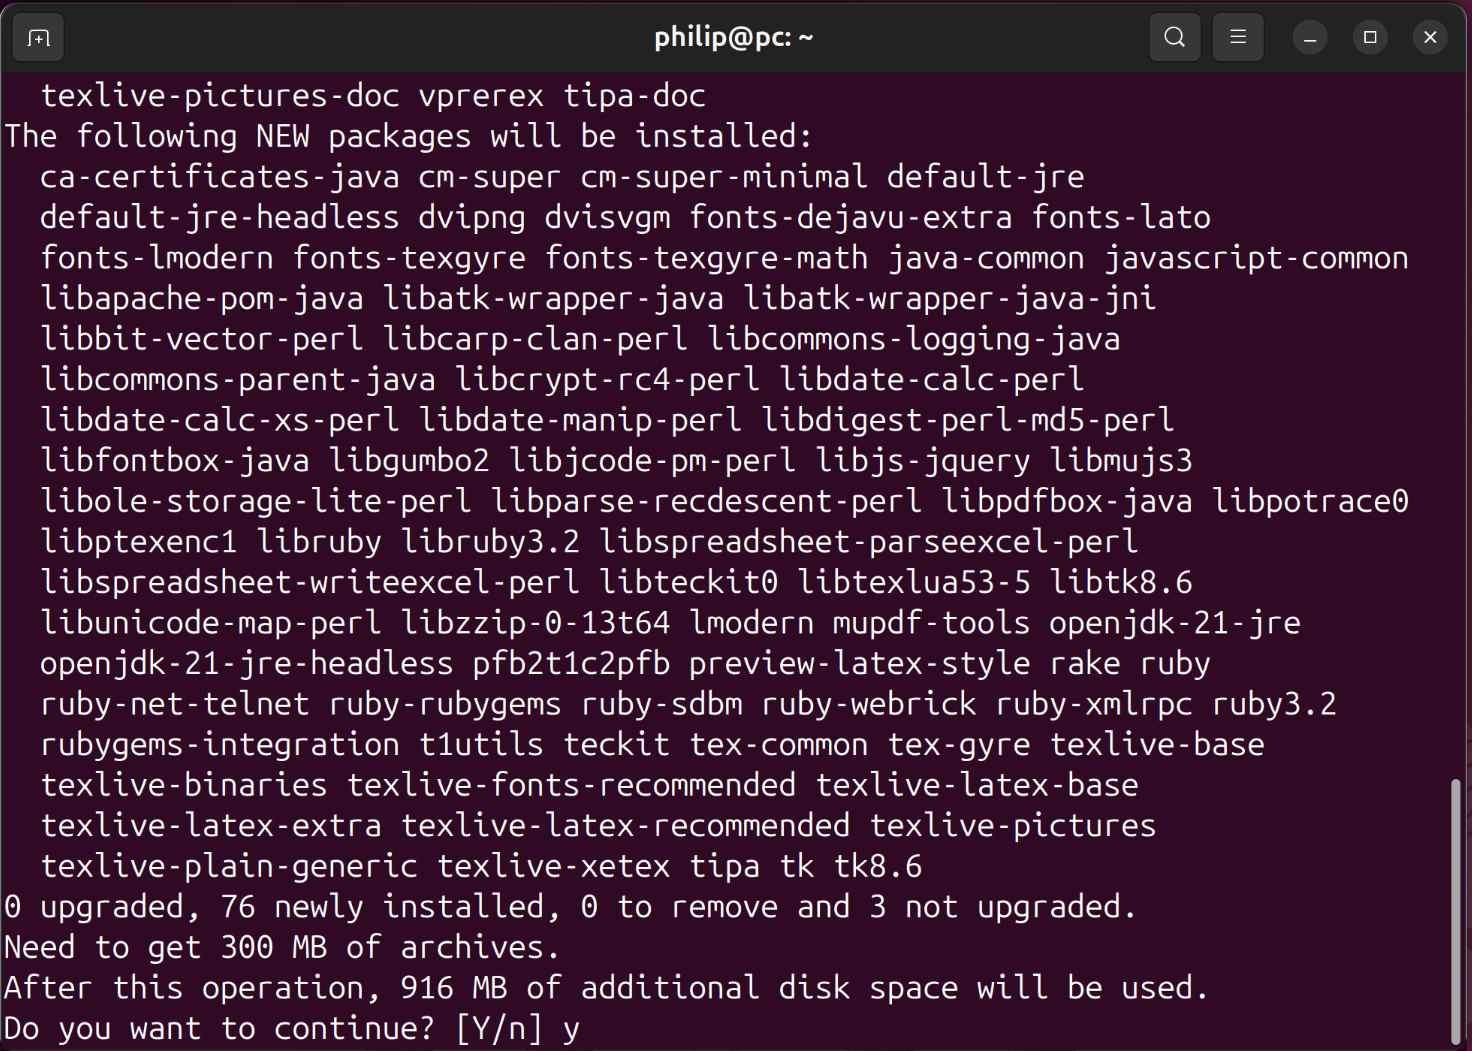 philip@pc: ~
texlive-pictures-doc vprerex tipa-doc
The following NEW packages will be installed:
ca-certificates-java cm-super cm-super-minimal default-jre
default-jre-headless dvipng dvisvgm fonts-dejavu-extra fonts-lato
fonts-lmodern fonts-texgyre fonts-texgyre-math java-common javascript-common
libapache-pom-java libatk-wrapper-java libatk-wrapper-java-jni
libbit-vector-perl libcarp-clan-perl libcommons-logging-java
libcommons-parent-java libcrypt-rc4-perl libdate-calc-perl
libdate-calc-xs-perl libdate-manip-perl libdigest-perl-md5-perl
libfontbox-java libgumbo2 libjcode-pm-perl libjs-jquery libmujs3
libole-storage-lite-perl libparse-recdescent-perl libpdfbox-java libpotrace0
libptexenc1 libruby libruby3.2 libspreadsheet-parseexcel-perl
libspreadsheet-writeexcel-perl libteckit0 libtexlua53-5 libtk8.6
libunicode-map-perl libzzip-0-13t64 lmodern mupdf-tools openjdk-21-jre
openjdk-21-jre-headless pfb2t1c2pfb preview-latex-style rake ruby
ruby-net-telnet ruby-rubygems ruby-sdbm ruby-webrick ruby-xmlrpc ruby3.2
rubygems-integration t1utils teckit tex-common tex-gyre texlive-base
texlive-binaries texlive-fonts-recommended texlive-latex-base
texlive-latex-extra texlive-latex-recommended texlive-pictures
texlive-plain-generic texlive-xetex tipa tk tk8.6
0 upgraded, 76 newly installed, 0 to remove and 3 not upgraded.
Need to get 300 MB of archives.
After this operation, 916 MB of additional disk space will be used.
Do you want to continue? [Y/n] y